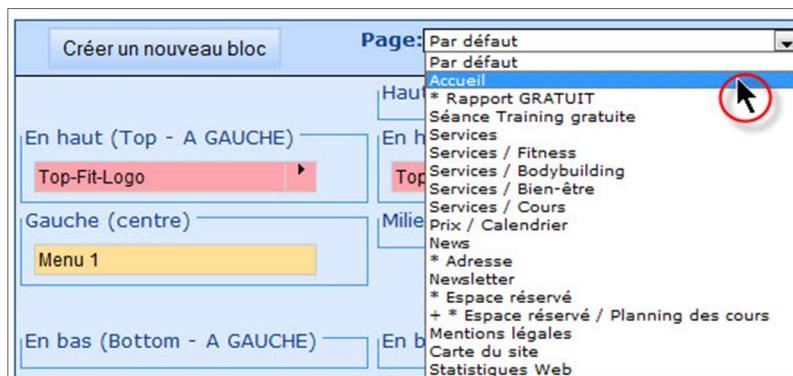 Créer un nouveau bloc
Page:
Par défaut
Par défaut
Accueil
* Rapport GRATUIT
Séance Training gratuite
Services
Services / Fitness
Services / Bodybuilding
Services / Bien-être
Services / Cours
Prix / Calendrier
News
* Adresse
Newsletter
* Espace réservé
+ * Espace réservé / Planning des cours
Mentions légales
Carte du site
Statistiques Web
Haut
En haut (Top - A GAUCHE)
En h
Top-Fit-Logo
Top
Gauche (centre)
Milie
Menu 1
En bas (Bottom - A GAUCHE)
En b